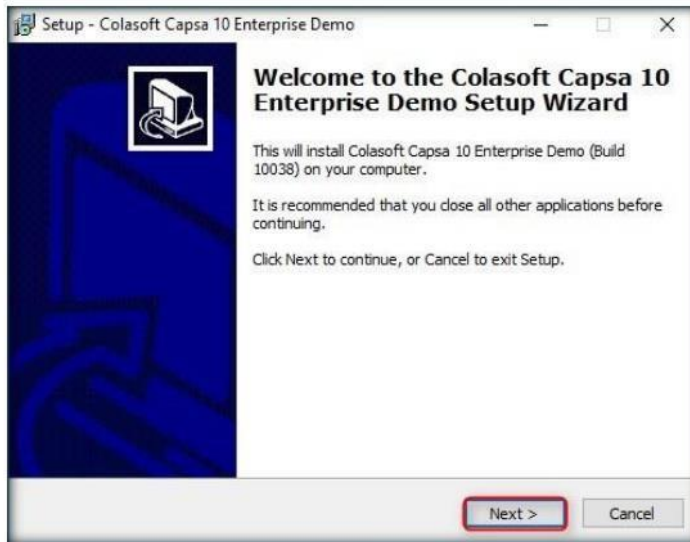 Setup - Colasoft Capsa 10 Enterprise Demo
Welcome to the Colasoft Capsa 10
Enterprise Demo Setup Wizard
This will install Colasoft Capsa 10 Enterprise Demo (Build
10038) on your computer.
It is recommended that you close all other applications before
continuing.
Click Next to continue, or Cancel to exit Setup.
Next >
Cancel